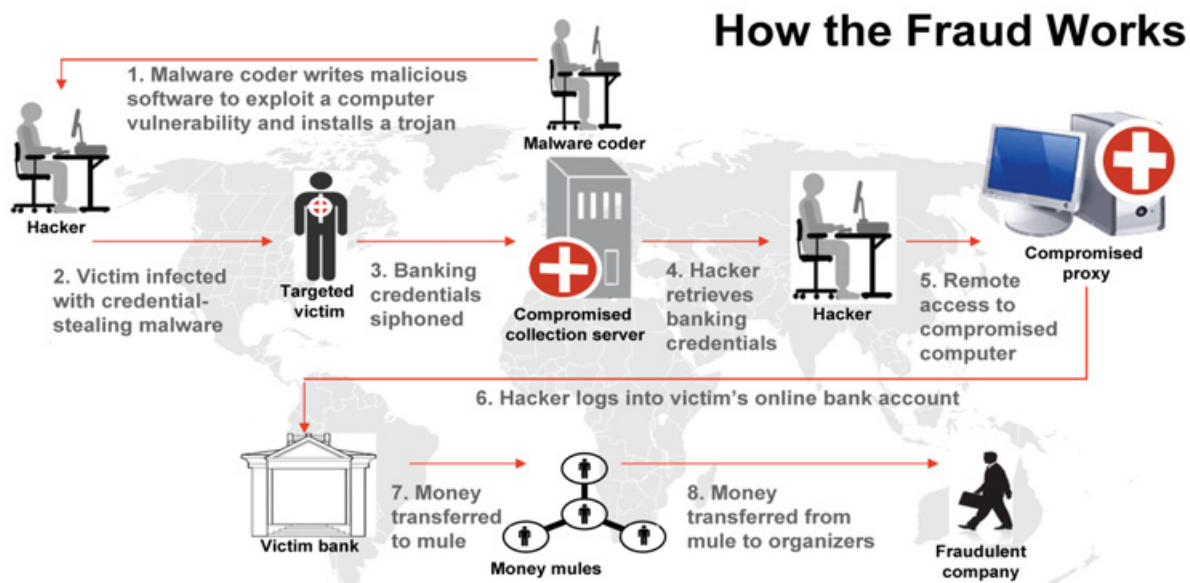 How the Fraud Works
1. Malware coder writes malicious
software to exploit a computer
vulnerability and installs a trojan
Malware coder
Hacker
2. Victim infected
with credential-
stealing malware
Targeted
victim
3. Banking
credentials
siphoned
Compromised
collection server
4. Hacker
retrieves
banking
credentials
Hacker
5. Remote
access to
compromised
computer
Compromised
proxy
6. Hacker logs into victim's online bank account
Victim bank
7. Money
transferred
to mule
Money mules
8. Money
transferred from
mule to organizers
Fraudulent
company